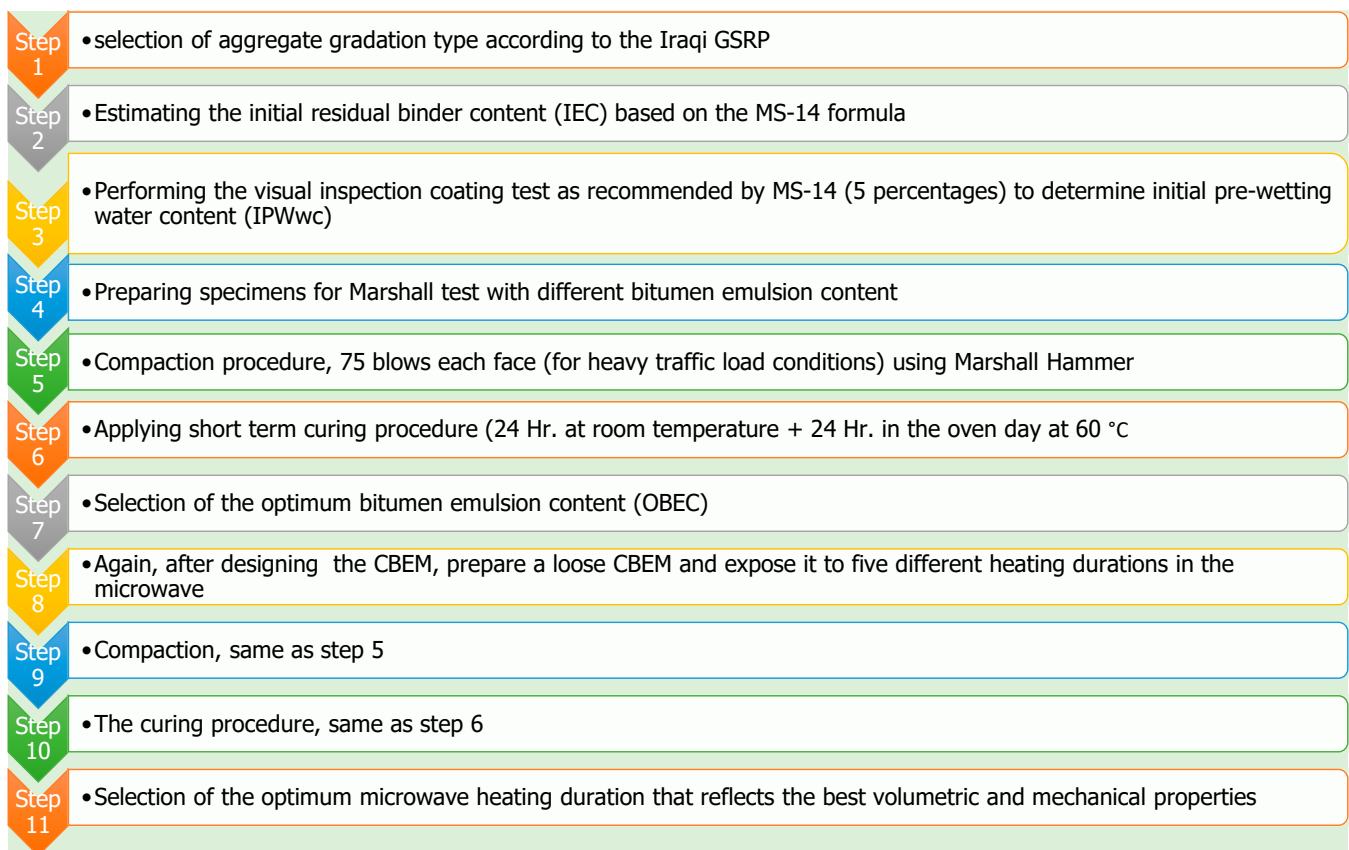 Step
1
•selection of aggregate gradation type according to the Iraqi GSRP
Step
2
•Estimating the initial residual binder content (IEC) based on the MS-14 formula
Step
3
•Performing the visual inspection coating test as recommended by MS-14 (5 percentages) to determine initial pre-wetting
water content (IPWwc)
Step
4
•Preparing specimens for Marshall test with different bitumen emulsion content
Step
5
•Compaction procedure, 75 blows each face (for heavy traffic load conditions) using Marshall Hammer
Step
6
•Applying short term curing procedure (24 Hr. at room temperature + 24 Hr. in the oven day at 60 °C
Step
7
•Selection of the optimum bitumen emulsion content (OBEC)
Step
8
•Again, after designing the CBEM, prepare a loose CBEM and expose it to five different heating durations in the
microwave
Step
9
•Compaction, same as step 5
Step
10
•The curing procedure, same as step 6
Step
11
•Selection of the optimum microwave heating duration that reflects the best volumetric and mechanical properties